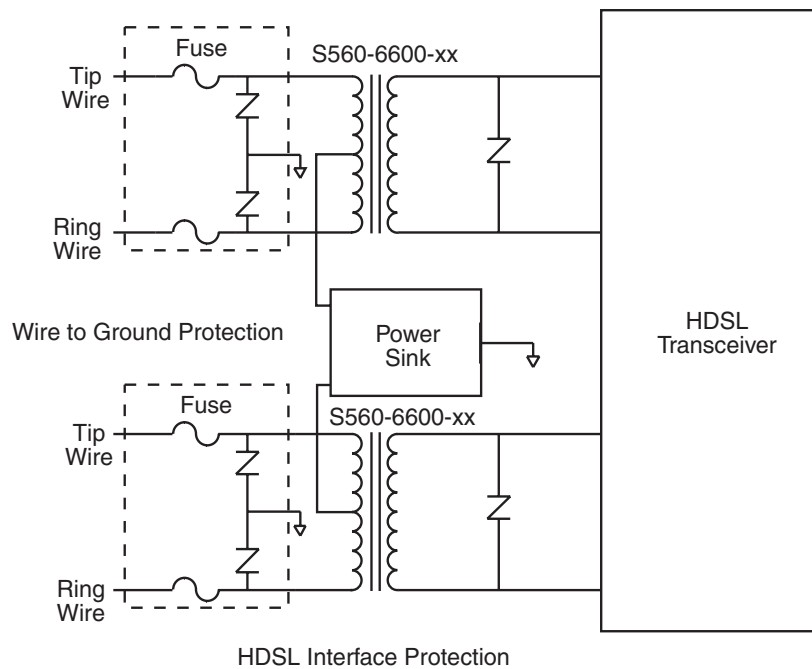 Fuse
S560-6600-xx
Tip
Wire
Ring
Wire
HDSL
Transceiver
Power
Sink
Wire to Ground Protection
Fuse
S560-6600-xx
Tip
Wire
Ring
Wire
HDSL Interface Protection